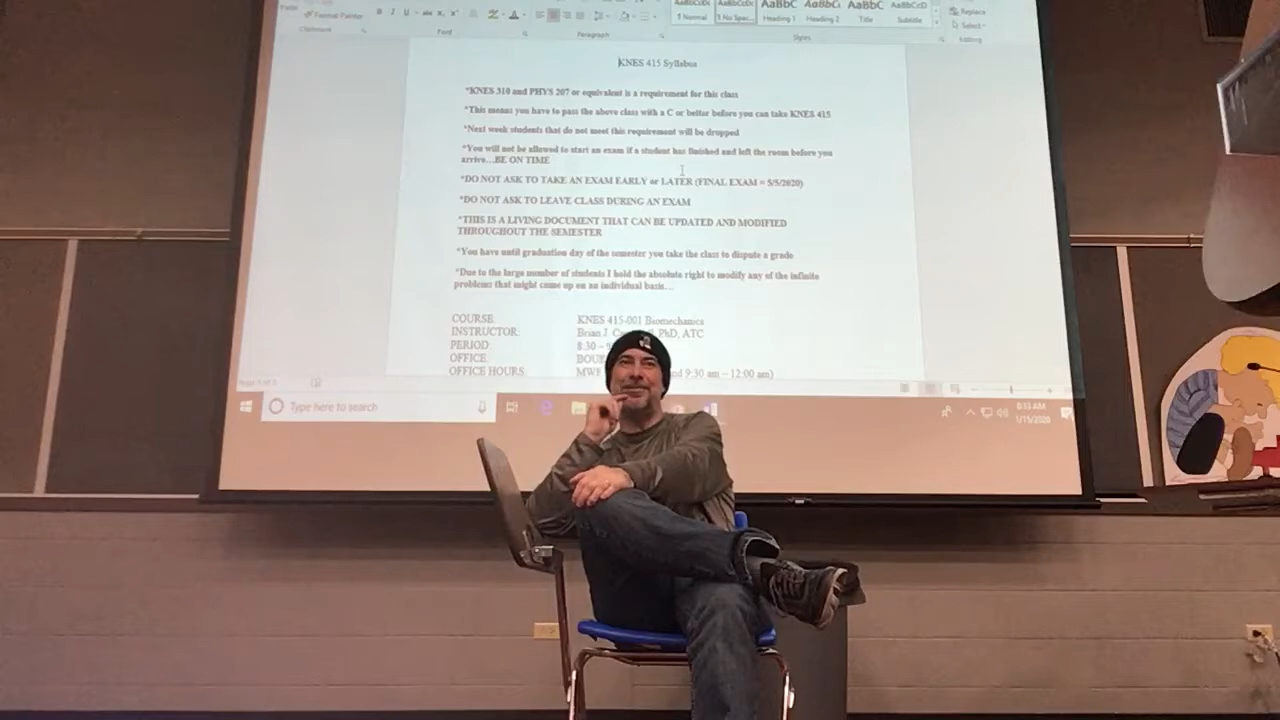 Format Painter
Clipboard
Font
Paragraph
AaBbCcDc AaBbCcDc AaBbC AaBbCc AaBbC AaBbCcD
¶ Normal ¶ No Spac... Heading 1 Heading 2 Title Subtitle
Styles
Replace
Select
Editing
KNES 415 Syllabus
*KNES 310 and PHYS 207 or equivalent is a requirement for this class
*This means you have to pass the above class with a C or better before you can take KNES 415
*Next week students that do not meet this requirement will be dropped
*You will not be allowed to start an exam if a student has finished and left the room before you
arrive...BE ON TIME
*DO NOT ASK TO TAKE AN EXAM EARLY or LATER (FINAL EXAM = 5/5/2020)
*DO NOT ASK TO LEAVE CLASS DURING AN EXAM
*THIS IS A LIVING DOCUMENT THAT CAN BE UPDATED AND MODIFIED
THROUGHOUT THE SEMESTER
*You have until graduation day of the semester you take the class to dispute a grade
*Due to the large number of students I hold the absolute right to modify any of the infinite
problems that might come up on an individual basis...
COURSE: KNES 415-001 Biomechanics
INSTRUCTOR: Brian J. PhD, ATC
PERIOD: 8:30 –
OFFICE:
OFFICE HOURS: MWF 9:30 am – 12:00 am)
Type here to search
8:33 AM
1/15/2020